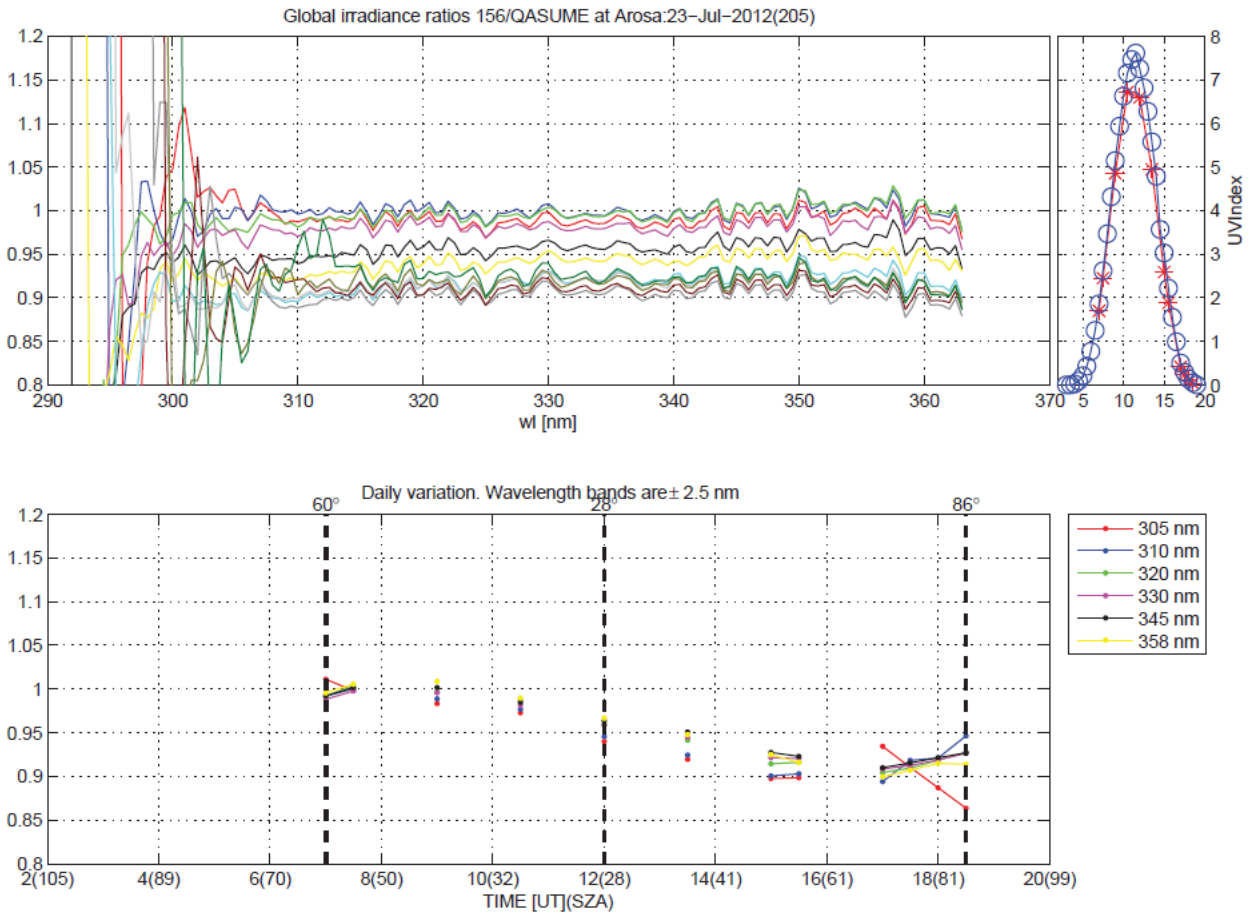 Global irradiance ratios 156/QASUME at Arosa:23-Jul-2012(205)
1.2
1.15
1.1
1.05
1
0.95
0.9
0.85
0.8
290 300 310 320 330 340 350 360 370
wl [nm]
8
7
6
5
4
3
2
1
0
5 10 15 20
UVIndex
Daily variation. Wavelength bands are± 2.5 nm
60° 28° 86°
1.2
1.15
1.1
1.05
1
0.95
0.9
0.85
0.8
2(105) 4(89) 6(70) 8(50) 10(32) 12(28) 14(41) 16(61) 18(81) 20(99)
TIME [UT](SZA)
305 nm
310 nm
320 nm
330 nm
345 nm
358 nm